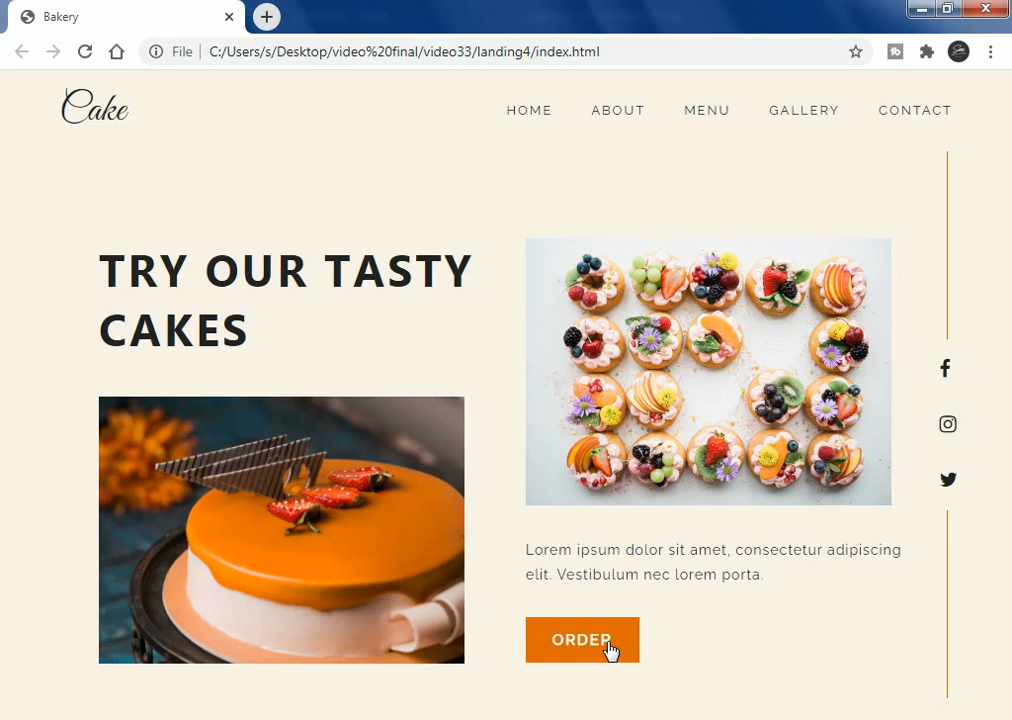 Bakery
File
C:/Users/s/Desktop/video%20final/video33/landing4/index.html
Cake
HOME ABOUT MENU GALLERY CONTACT
TRY OUR TASTY
CAKES
Lorem ipsum dolor sit amet, consectetur adipiscing
elit. Vestibulum nec lorem porta.
ORDER